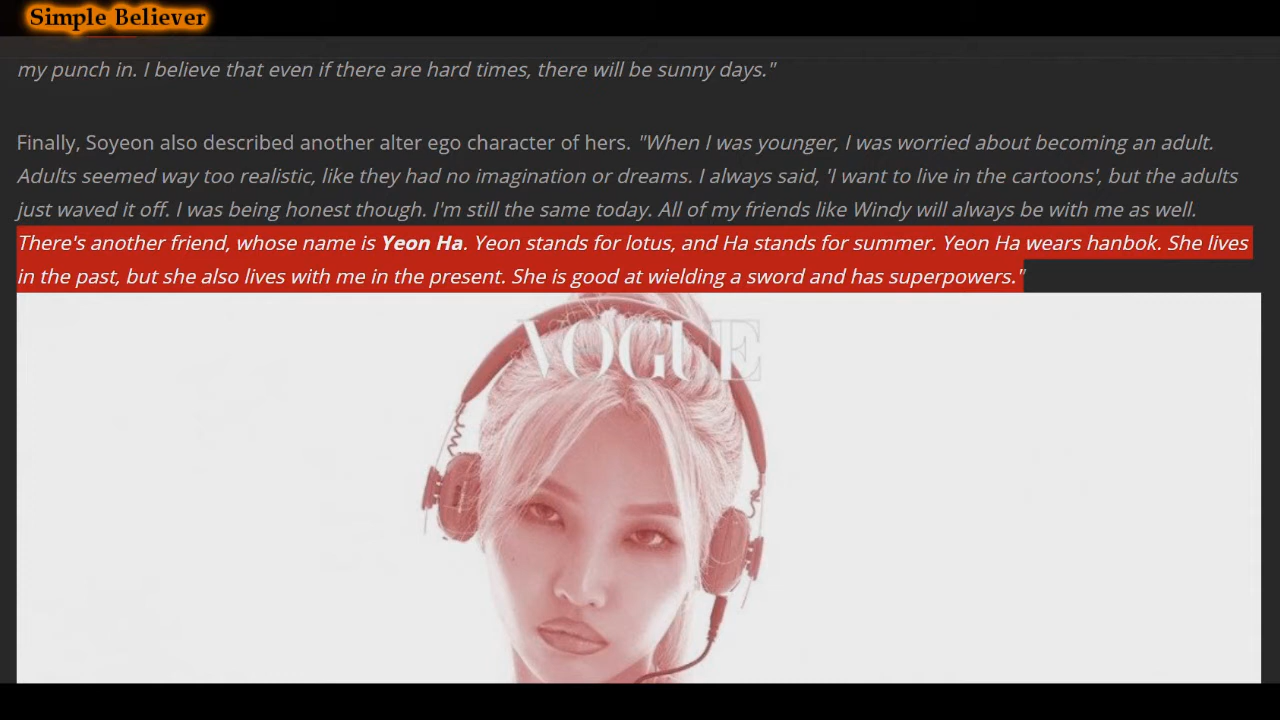 Simple Believer
my punch in. I believe that even if there are hard times, there will be sunny days."
Finally, Soyeon also described another alter ego character of hers. "When I was younger, I was worried about becoming an adult.
Adults seemed way too realistic, like they had no imagination or dreams. I always said, 'I want to live in the cartoons', but the adults
just waved it off. I was being honest though. I'm still the same today. All of my friends like Windy will always be with me as well.
There's another friend, whose name is Yeon Ha. Yeon stands for lotus, and Ha stands for summer. Yeon Ha wears hanbok. She lives
in the past, but she also lives with me in the present. She is good at wielding a sword and has superpowers."
VOGUE